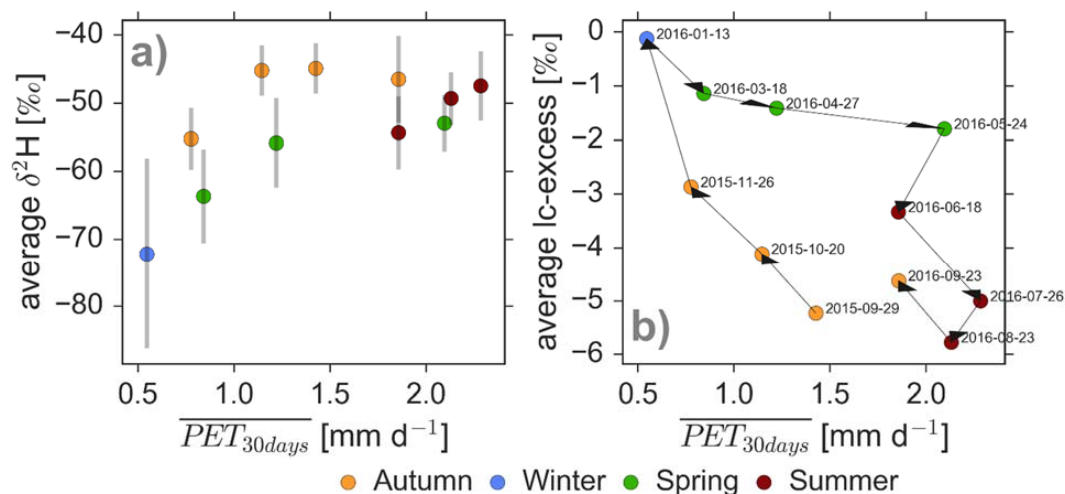 a)
average δ²H [‰]
−40
−50
−60
−70
−80
0.5 1.0 1.5 2.0
PET30days [mm d⁻¹]
b)
average lc-excess [‰]
0
−1
−2
−3
−4
−5
−6
2016-01-13
2016-03-18
2016-04-27
2016-05-24
2015-11-26
2016-06-18
2015-10-20
2016-09-23
2016-07-26
2015-09-29
2016-08-23
0.5 1.0 1.5 2.0
PET30days [mm d⁻¹]
Autumn Winter Spring Summer